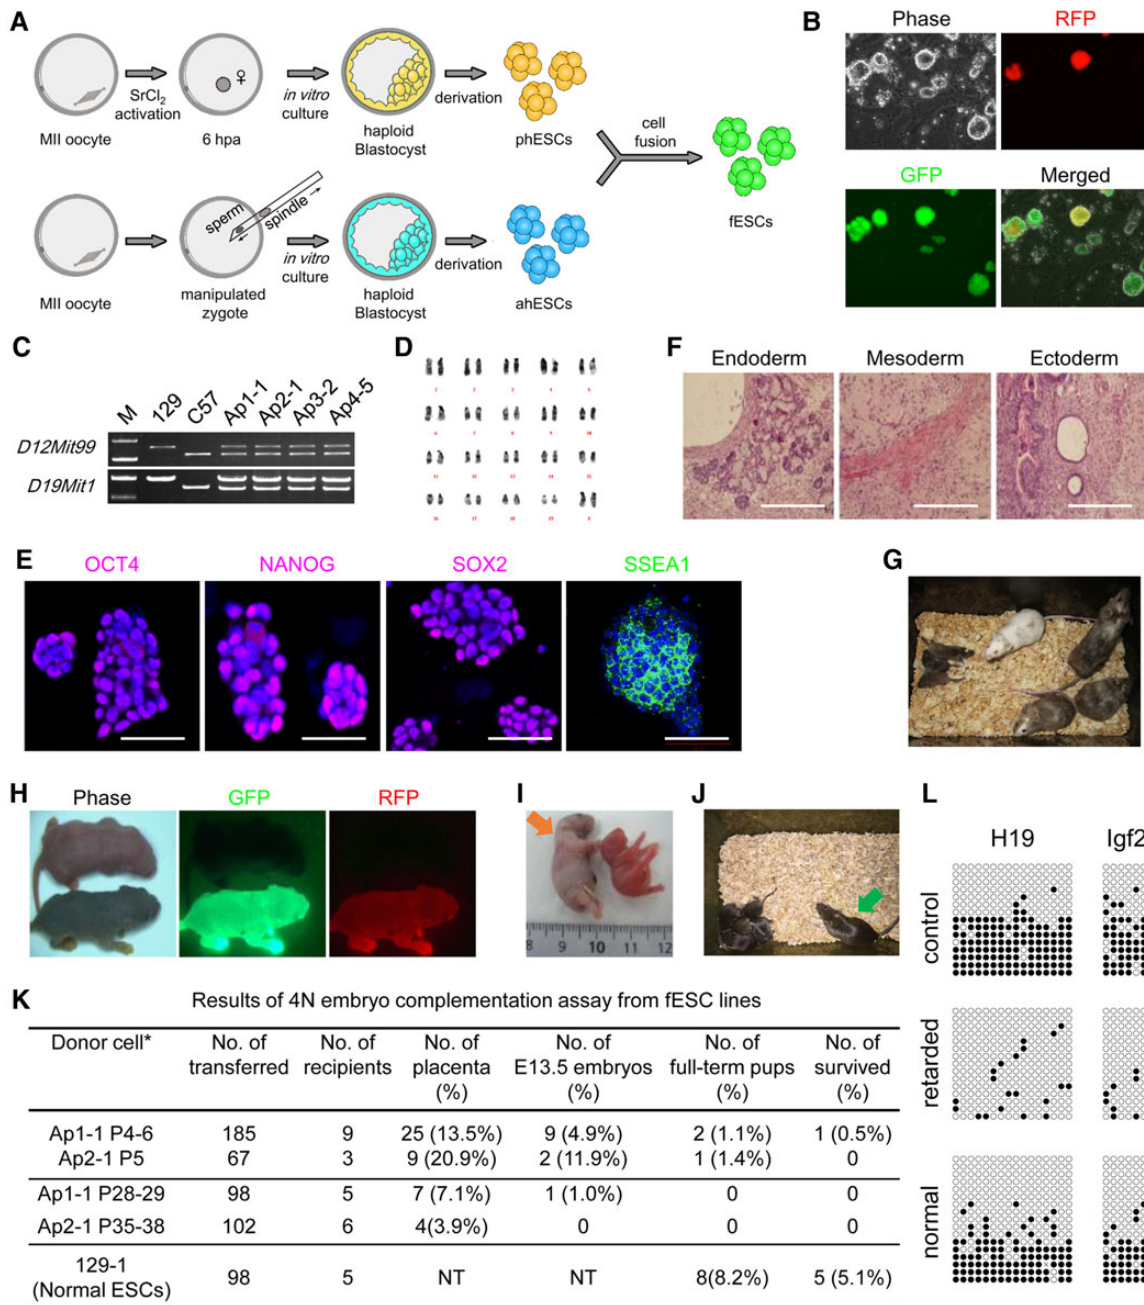 A
SrCl2
activation
♀
in vitro
culture
derivation
MII oocyte
6 hpa
haploid
Blastocyst
phESCs
cell
fusion
fESCs
sperm
spindle
in vitro
culture
derivation
MII oocyte
manipulated
zygote
haploid
Blastocyst
ahESCs
B
Phase
RFP
GFP
Merged
C
M
129
C57
Ap1-1
Ap2-1
Ap3-2
Ap4-5
D12Mit99
D19Mit1
D
F
Endoderm
Mesoderm
Ectoderm
E
OCT4
NANOG
SOX2
SSEA1
G
H
Phase
GFP
RFP
I
8 9 10 11 12
J
L
H19
Igf2
control
retarded
normal
K
Results of 4N embryo complementation assay from fESC lines
Donor cell* No. of No. of No. of No. of No. of No. of
transferred recipients placenta E13.5 embryos full-term pups survived
(%) (%) (%) (%)
Ap1-1 P4-6 185 9 25 (13.5%) 9 (4.9%) 2 (1.1%) 1 (0.5%)
Ap2-1 P5 67 3 9 (20.9%) 2 (11.9%) 1 (1.4%) 0
Ap1-1 P28-29 98 5 7 (7.1%) 1 (1.0%) 0 0
Ap2-1 P35-38 102 6 4(3.9%) 0 0 0
129-1
(Normal ESCs) 98 5 NT NT 8(8.2%) 5 (5.1%)